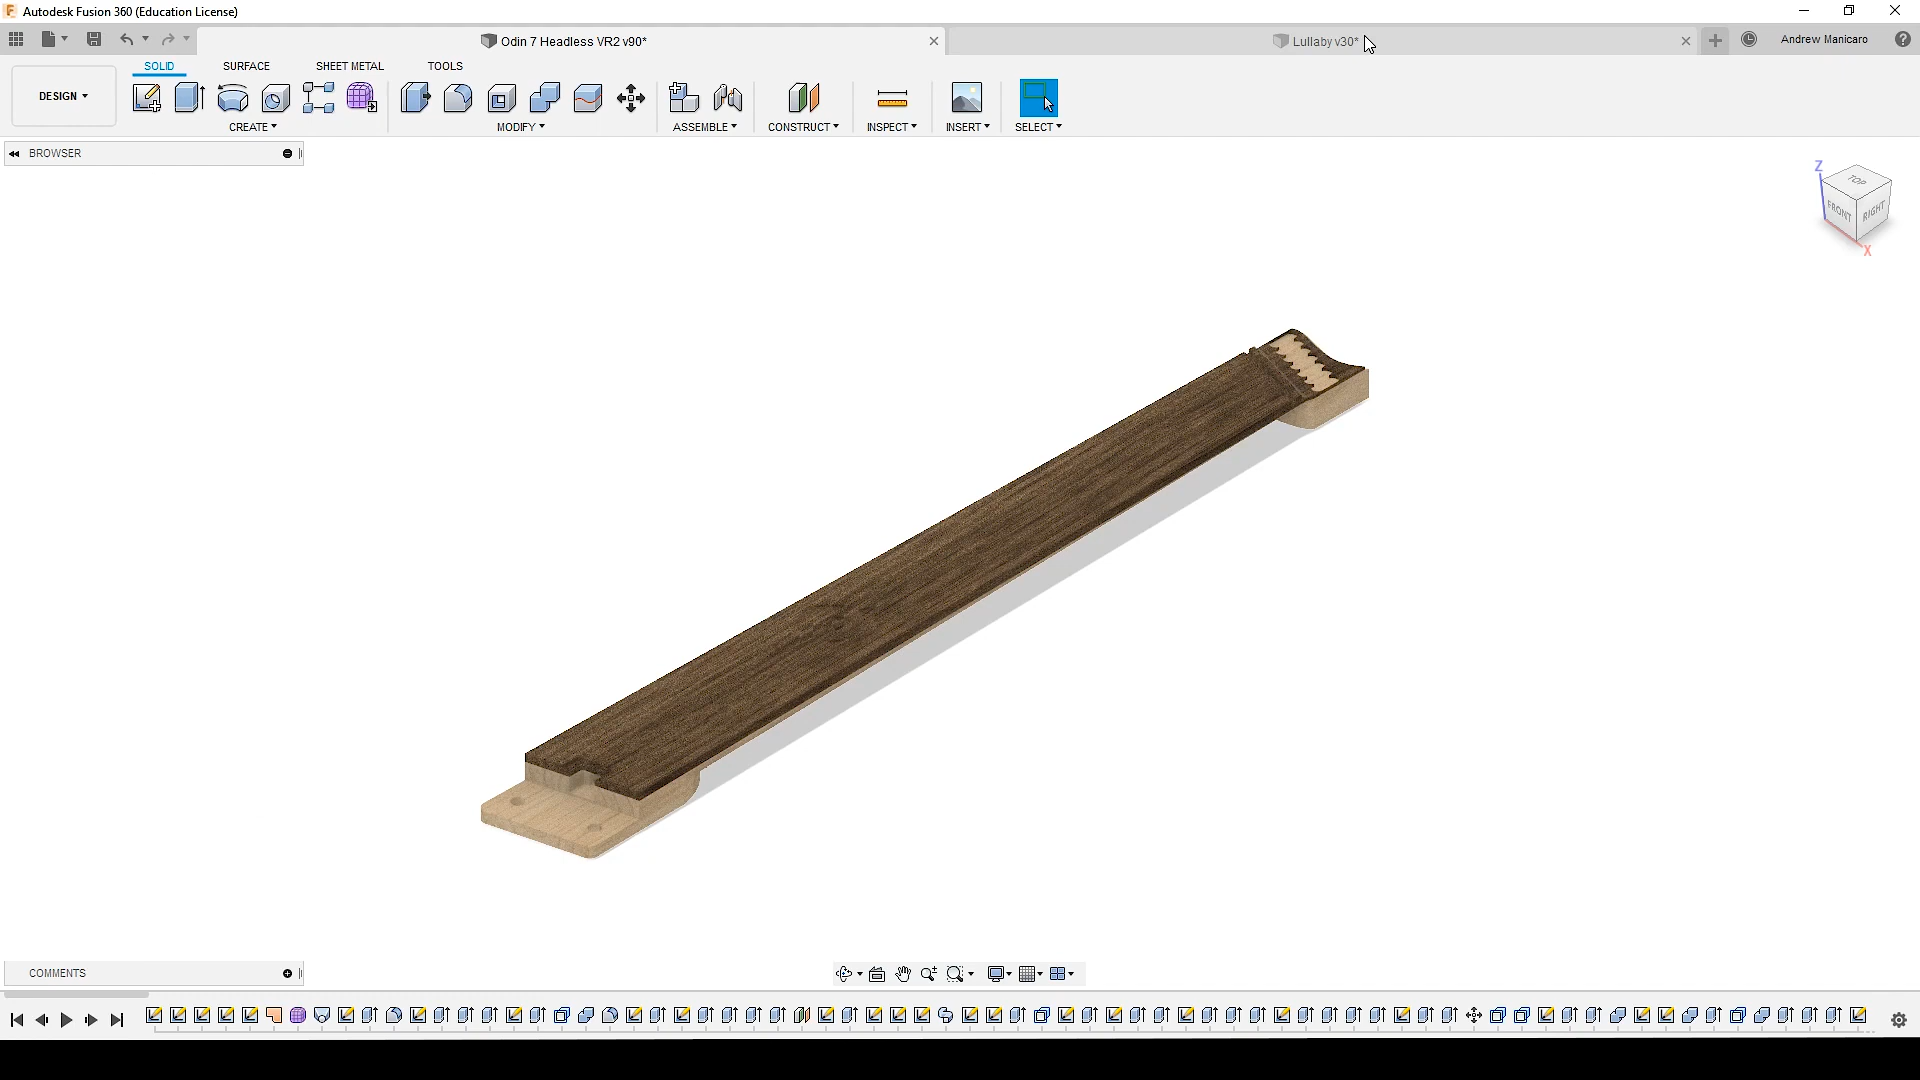 Autodesk Fusion 360 (Education License)
Odin 7 Headless VR2 v90*
Lullaby v30*
Andrew Manicaro
SOLID
SURFACE
SHEET METAL
TOOLS
DESIGN
CREATE
MODIFY
ASSEMBLE
CONSTRUCT
INSPECT
INSERT
SELECT
BROWSER
Z
TOP
FRONT
RIGHT
X
COMMENTS